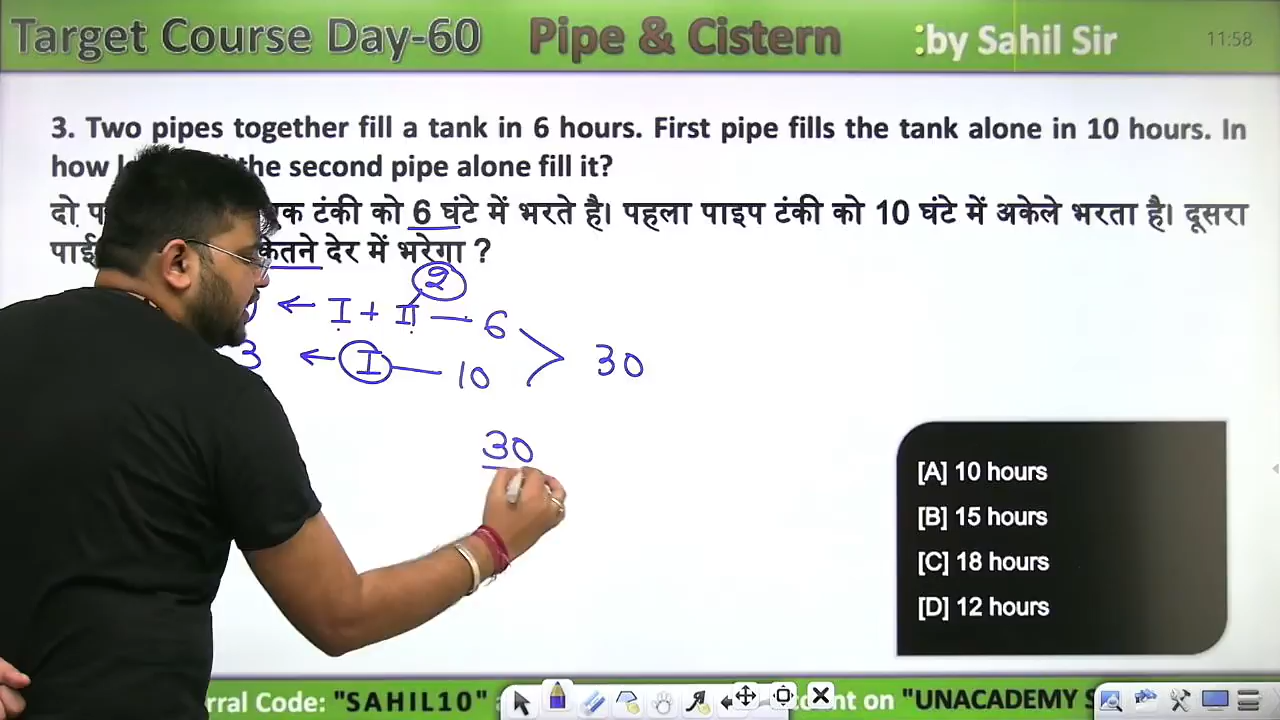 Target Course Day-60 Pipe & Cistern :by Sahil Sir 11:58
3. Two pipes together fill a tank in 6 hours. First pipe fills the tank alone in 10 hours. In
how the second pipe alone fill it?
दो टंकी को 6 घंटे में भरते है। पहला पाइप टंकी को 10 घंटे में अकेले भरता है। दूसरा
देर में भरेगा ?
2
← I + II — 6
3 ← I — 10
30
30
[A] 10 hours
[B] 15 hours
[C] 18 hours
[D] 12 hours
Code: "SAHIL10" on "UNACADEMY